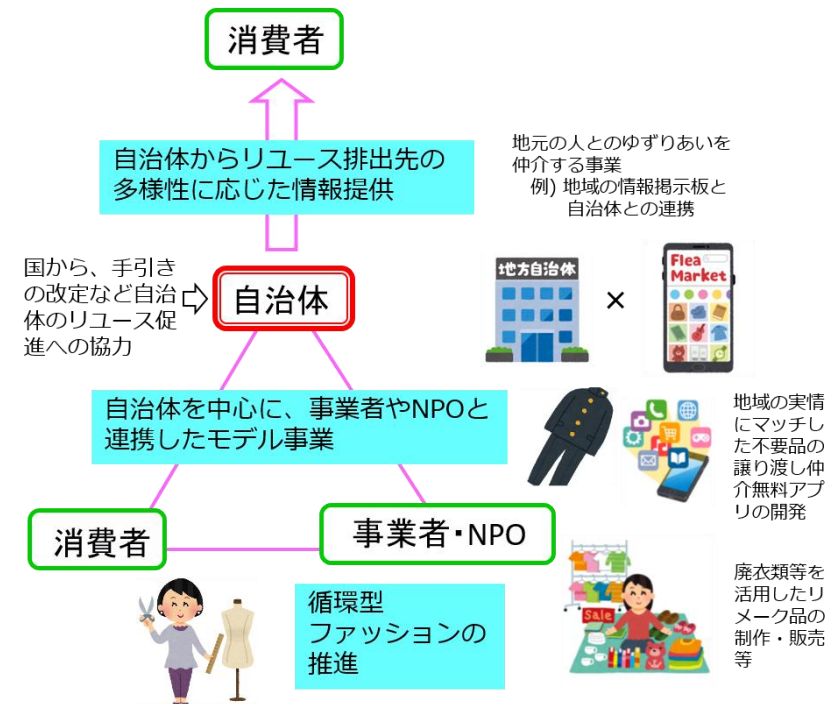 消費者
自治体からリユース排出先の
多様性に応じた情報提供
地元の人とのゆずりあいを
仲介する事業
例) 地域の情報掲示板と
自治体との連携
国から、手引き
の改定など自治
体のリユース促
進への協力
自治体
地方自治体
×
Flea
Market
自治体を中心に、事業者やNPOと
連携したモデル事業
地域の実情
にマッチし
た不要品の
譲り渡し仲
介無料アプ
リの開発
消費者
事業者・NPO
循環型
ファッションの
推進
Sale
廃衣類等を
活用したリ
メーク品の
制作・販売
等